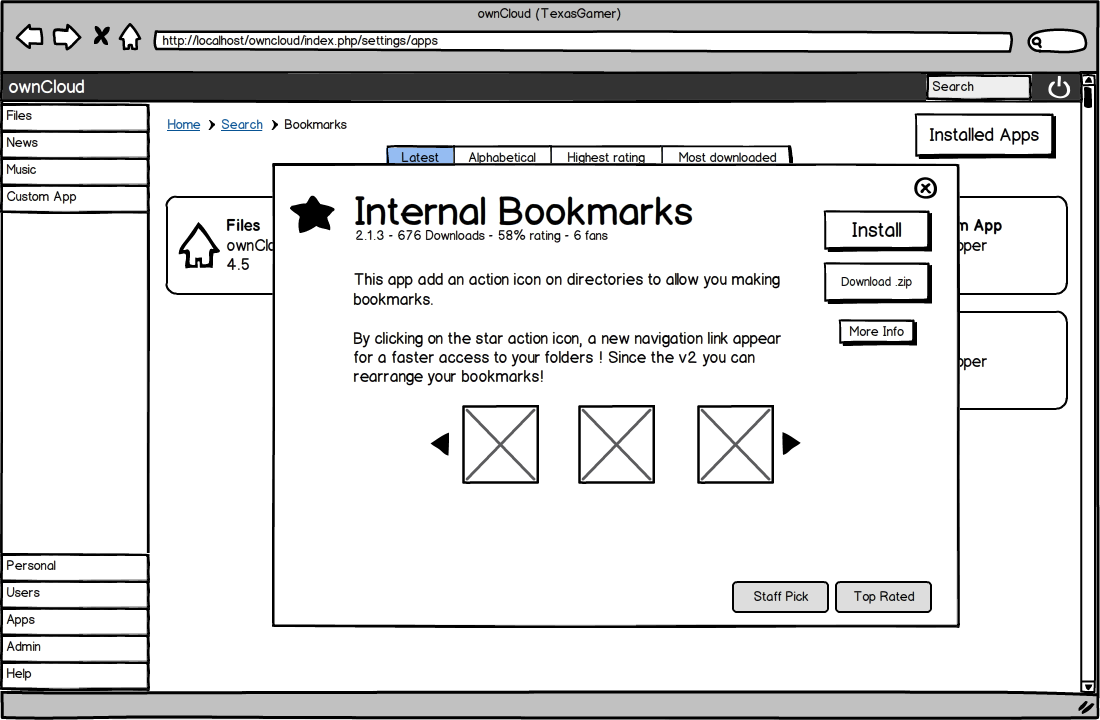 ownCloud (TexasGamer)
http://localhost/owncloud/index.php/settings/apps
ownCloud
Search
Files
News
Music
Custom App
Home
Search
Bookmarks
Installed Apps
Latest
Alphabetical
Highest rating
Most downloaded
Files
ownClo
4.5
m App
pper
pper
Internal Bookmarks
2.1.3 - 676 Downloads - 58% rating - 6 fans
Install
Download .zip
More Info
This app add an action icon on directories to allow you making
bookmarks.
By clicking on the star action icon, a new navigation link appear
for a faster access to your folders ! Since the v2 you can
rearrange your bookmarks!
Staff Pick
Top Rated
Personal
Users
Apps
Admin
Help